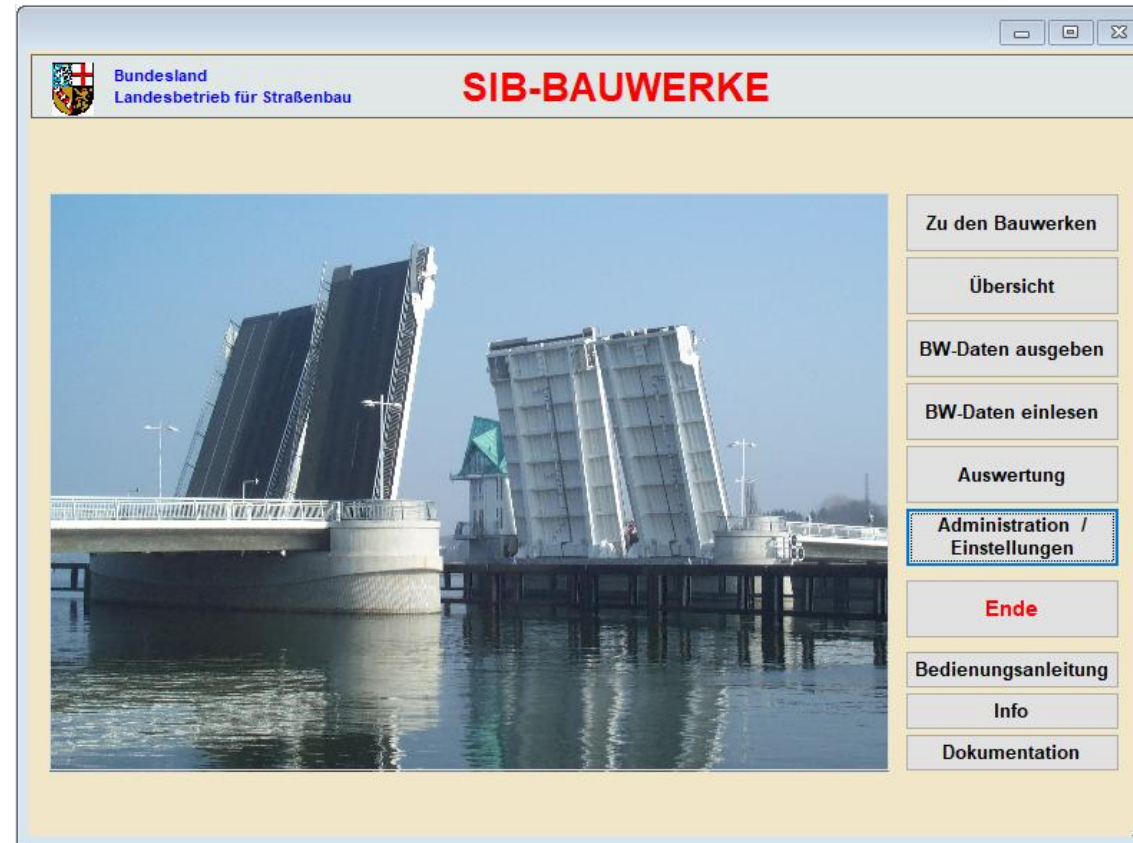 Bundesland
Landesbetrieb für Straßenbau
SIB-BAUWERKE
Zu den Bauwerken
Übersicht
BW-Daten ausgeben
BW-Daten einlesen
Auswertung
Administration /
Einstellungen
Ende
Bedienungsanleitung
Info
Dokumentation